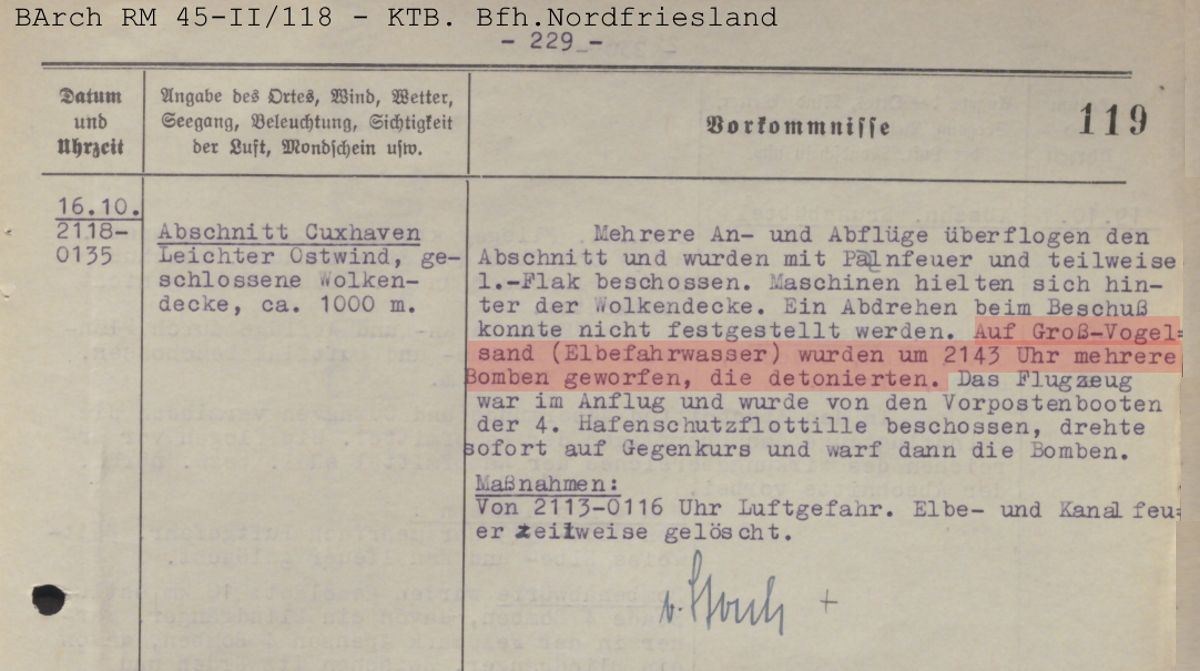 BArch RM 45-II/118 - KTB. Bfh.Nordfriesland
- 229 -
Datum
und
Uhrzeit
Angabe des Ortes, Wind, Wetter,
Seegang, Beleuchtung, Sichtigkeit
der Luft, Mondschein usw.
Vorkommnisse
119
16.10.
2118-
0135
Abschnitt Cuxhaven
Leichter Ostwind, ge-
schlossene Wolken-
decke, ca. 1000 m.
Mehrere An- und Abflüge überflogen den
Abschnitt und wurden mit Palnfeuer und teilweise
l.-Flak beschossen. Maschinen hielten sich hin-
ter der Wolkendecke. Ein Abdrehen beim Beschuß
konnte nicht festgestellt werden. Auf Groß-Vogel=
sand (Elbefahrwasser) wurden um 2143 Uhr mehrere
Bomben geworfen, die detonierten. Das Flugzeug
war im Anflug und wurde von den Vorpostenbooten
der 4. Hafenschutzflottille beschossen, drehte
sofort auf Gegenkurs und warf dann die Bomben.
Maßnahmen:
Von 2113-0116 Uhr Luftgefahr. Elbe- und Kanalfeu=
er zeitweise gelöscht.